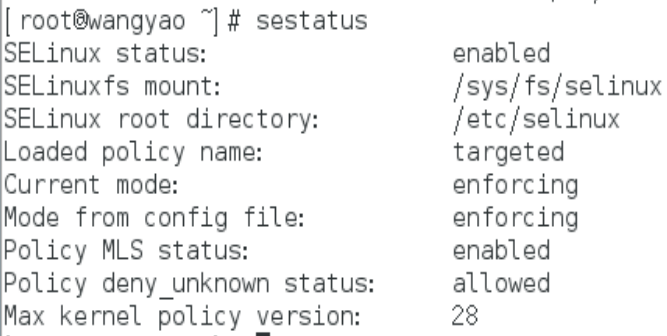 [root@wangyao ~]# sestatus
SELinux status: enabled
SELinuxfs mount: /sys/fs/selinux
SELinux root directory: /etc/selinux
Loaded policy name: targeted
Current mode: enforcing
Mode from config file: enforcing
Policy MLS status: enabled
Policy deny_unknown status: allowed
Max kernel policy version: 28